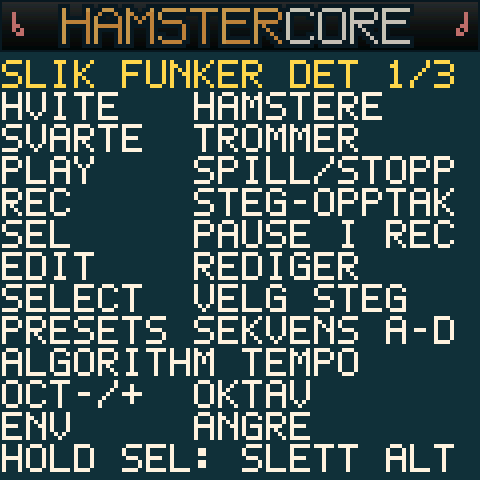 HAMSTERCORE
SLIK FUNKER DET 1/3
HVITE HAMSTERE
SVARTE TROMMER
PLAY SPILL/STOPP
REC STEG-OPPTAK
SEL PAUSE I REC
EDIT REDIGER
SELECT VELG STEG
PRESETS SEKVENS A-D
ALGORITHM TEMPO
OCT-/+ OKTAV
ENV ANGRE
HOLD SEL: SLETT ALT